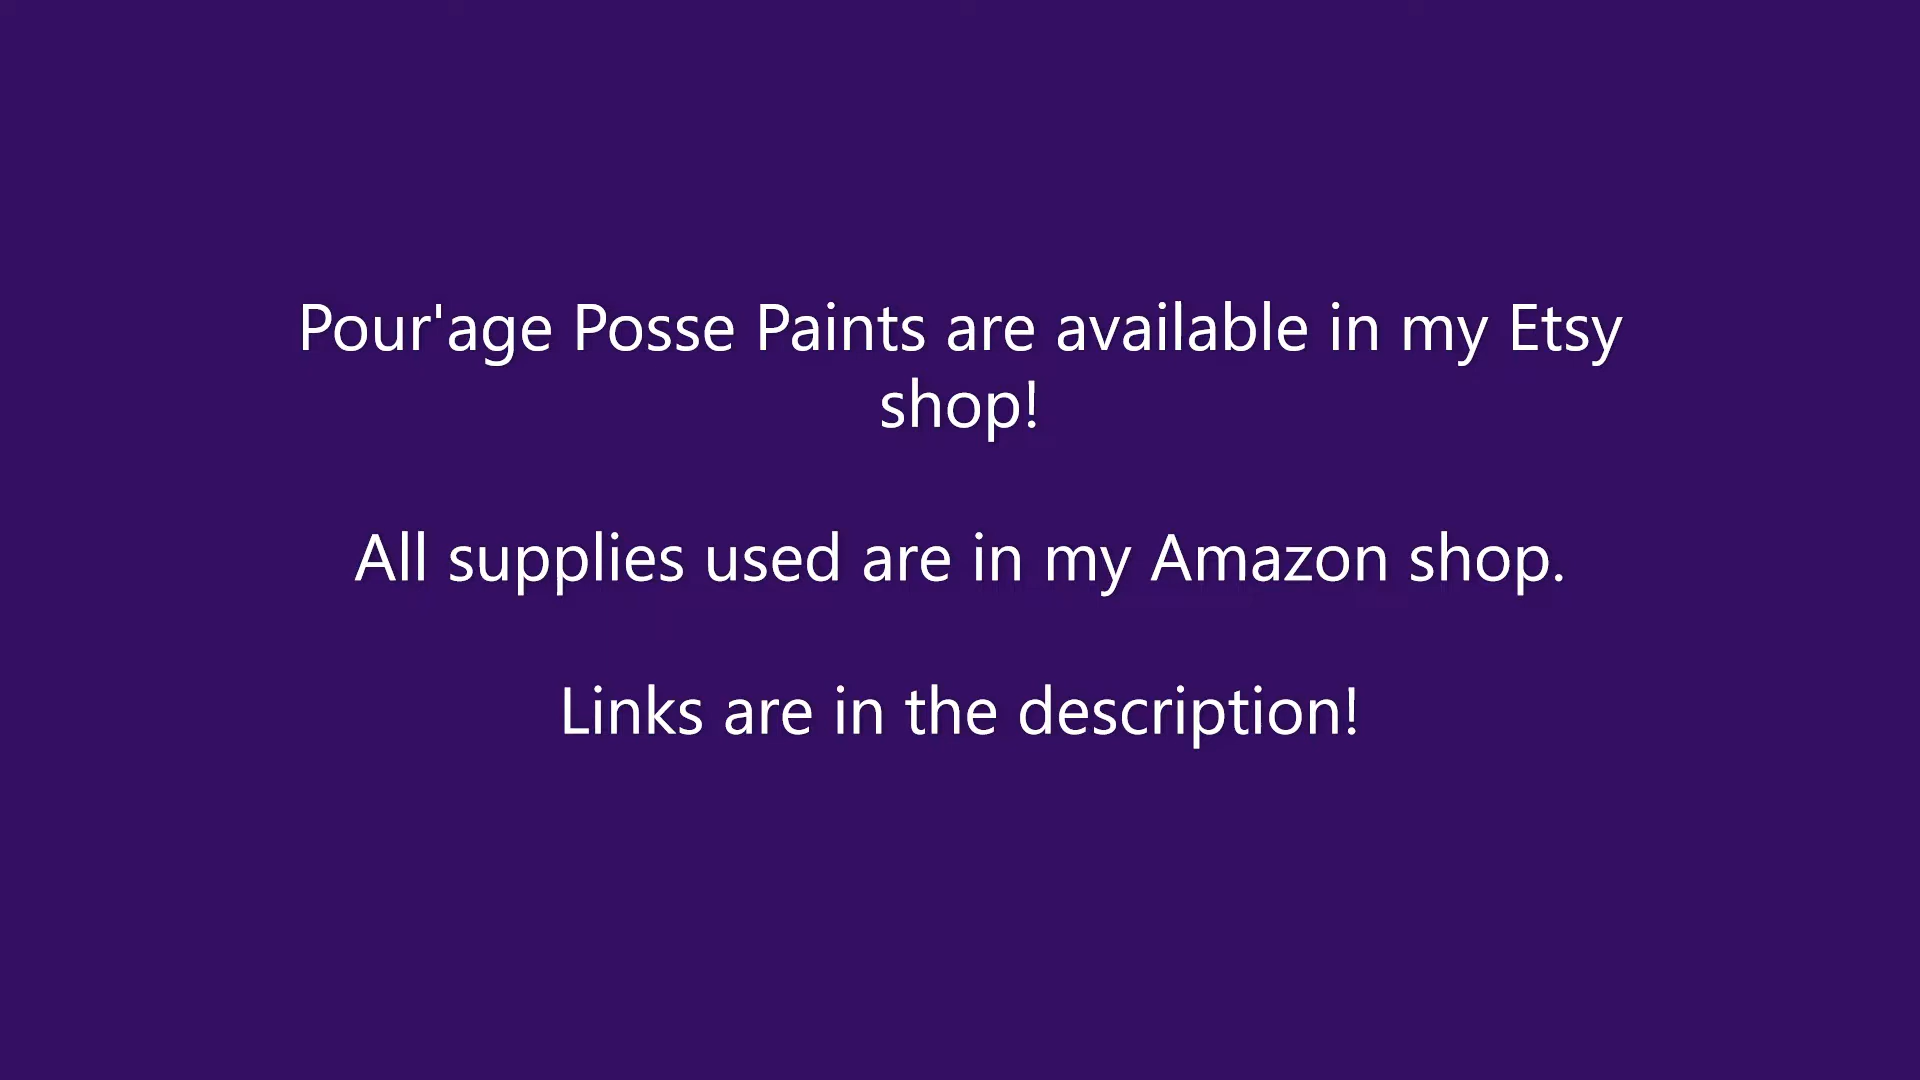 Pour'age Posse Paints are available in my Etsy
shop!
All supplies used are in my Amazon shop.
Links are in the description!